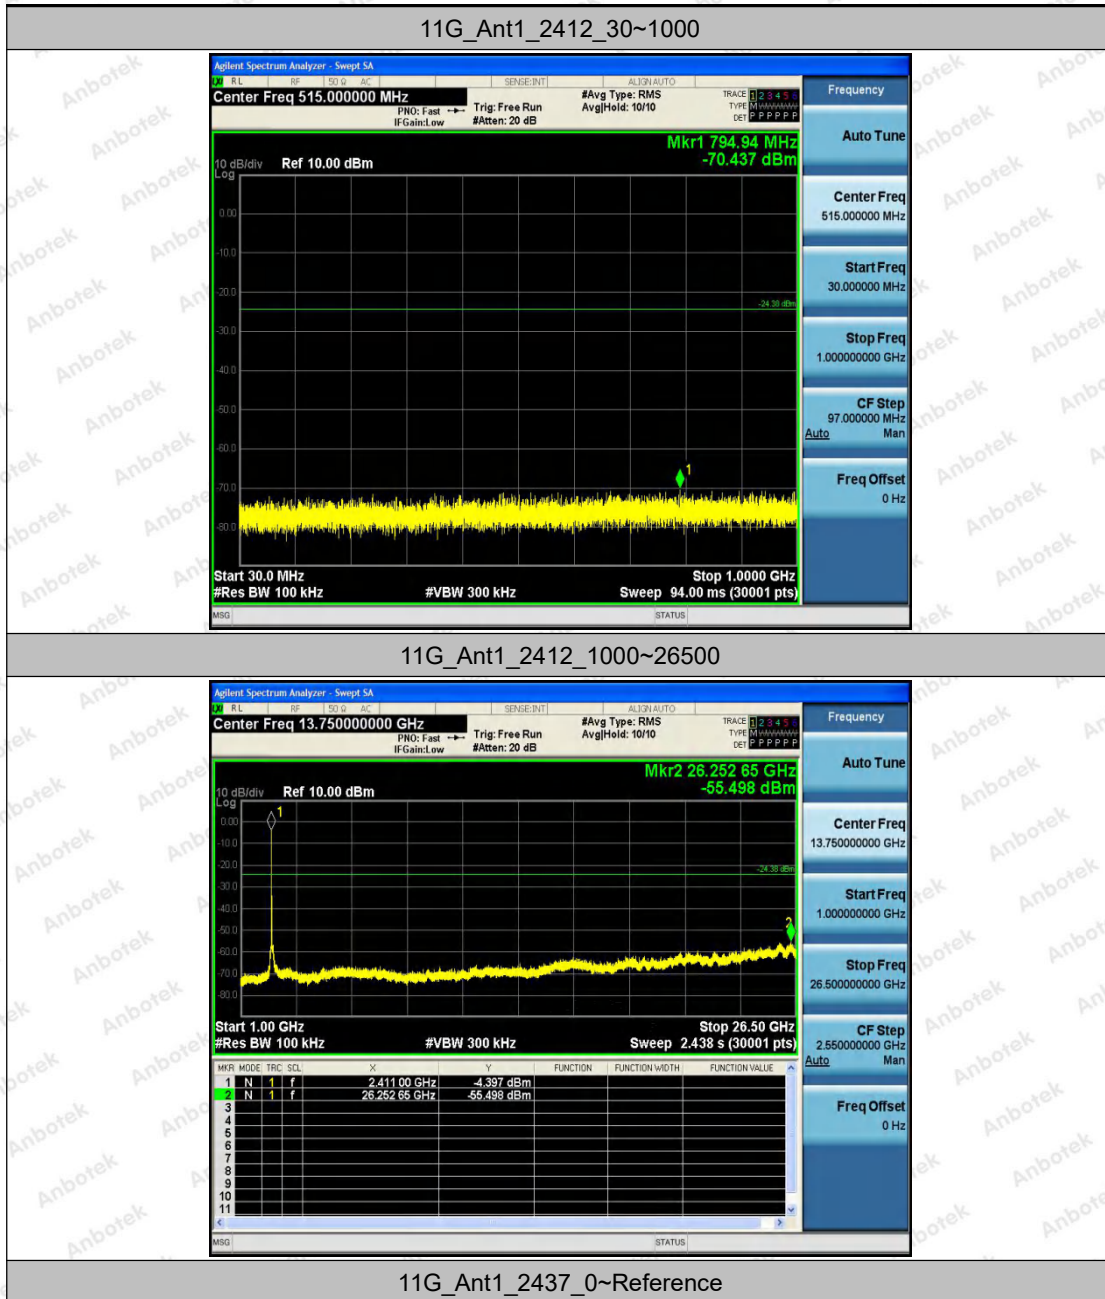 11G_Ant1_2412_30~1000
Agilent Spectrum Analyzer - Swept SA
RL RF 50 Ω AC SENSE:INT ALIGN AUTO
Center Freq 515.000000 MHz
PNO: Fast
IFGain:Low
Trig: Free Run
#Atten: 20 dB
#Avg Type: RMS
Avg|Hold: 10/10
TRACE 1 2 3 4 5 6
TYPE M
DET P P P P P P
Mkr1 794.94 MHz
-70.437 dBm
10 dB/div Ref 10.00 dBm
Log
0.00
-10.0
-20.0
-24.38 dBm
-30.0
-40.0
-50.0
-60.0
1
-70.0
-80.0
Start 30.0 MHz Stop 1.0000 GHz
#Res BW 100 kHz #VBW 300 kHz Sweep 94.00 ms (30001 pts)
MSG STATUS
Frequency
Auto Tune
Center Freq
515.000000 MHz
Start Freq
30.000000 MHz
Stop Freq
1.000000000 GHz
CF Step
97.000000 MHz
Auto Man
Freq Offset
0 Hz
11G_Ant1_2412_1000~26500
Agilent Spectrum Analyzer - Swept SA
RL RF 50 Ω AC SENSE:INT ALIGN AUTO
Center Freq 13.750000000 GHz
PNO: Fast
IFGain:Low
Trig: Free Run
#Atten: 20 dB
#Avg Type: RMS
Avg|Hold: 10/10
TRACE 1 2 3 4 5 6
TYPE M
DET P P P P P P
Mkr2 26.252 65 GHz
-55.498 dBm
10 dB/div Ref 10.00 dBm
Log
1
0.00
-10.0
-20.0
-24.38 dBm
-30.0
-40.0
2
-50.0
-60.0
-70.0
-80.0
Start 1.00 GHz Stop 26.50 GHz
#Res BW 100 kHz #VBW 300 kHz Sweep 2.438 s (30001 pts)
MKR MODE TRC SCL X Y FUNCTION FUNCTION WIDTH FUNCTION VALUE
1 N 1 f 2.411 00 GHz -4.397 dBm
2 N 1 f 26.252 65 GHz -55.498 dBm
3
4
5
6
7
8
9
10
11
MSG STATUS
Frequency
Auto Tune
Center Freq
13.750000000 GHz
Start Freq
1.000000000 GHz
Stop Freq
26.500000000 GHz
CF Step
2.550000000 GHz
Auto Man
Freq Offset
0 Hz
11G_Ant1_2437_0~Reference